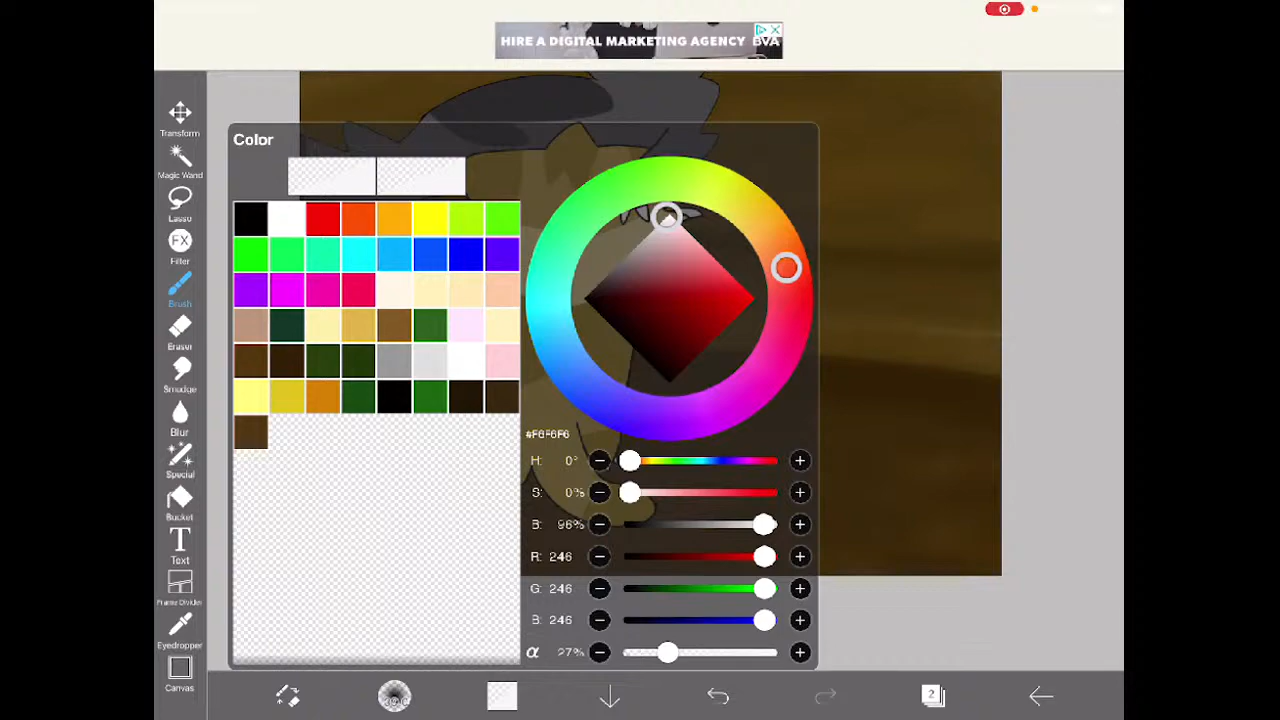 HIRE A DIGITAL MARKETING AGENCY BVA
Transform
Magic Wand
Lasso
FX
Filter
Brush
Eraser
Smudge
Blur
Special
Bucket
T
Text
Frame Divider
Eyedropper
Canvas
Color
#F6F6F6
H: 0°
S: 0%
B: 96%
R: 246
G: 246
B: 246
α 27%
2